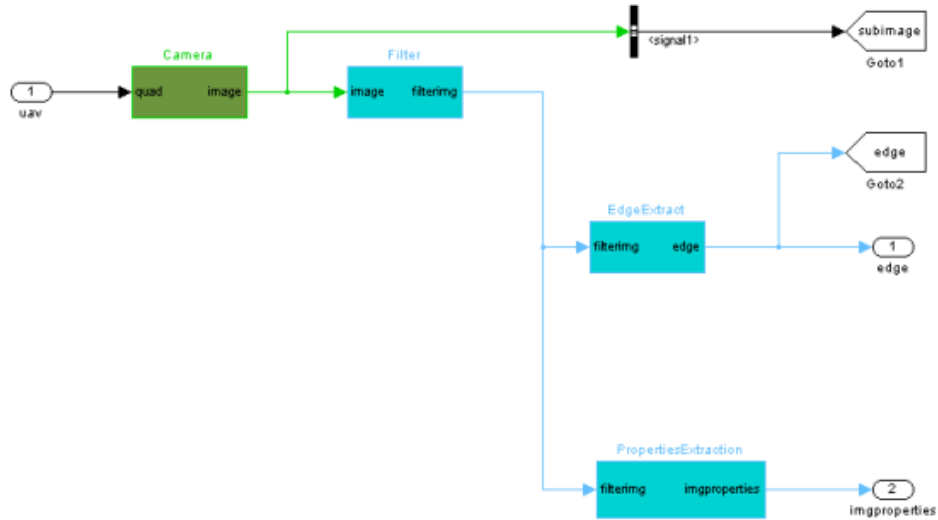 subimage
<signal1>
Goto1
Camera
Filter
1
quad
image
image
filterimg
uav
edge
Goto2
EdgeExtract
filterimg
edge
1
edge
PropertiesExtraction
filterimg
imgproperties
2
imgproperties